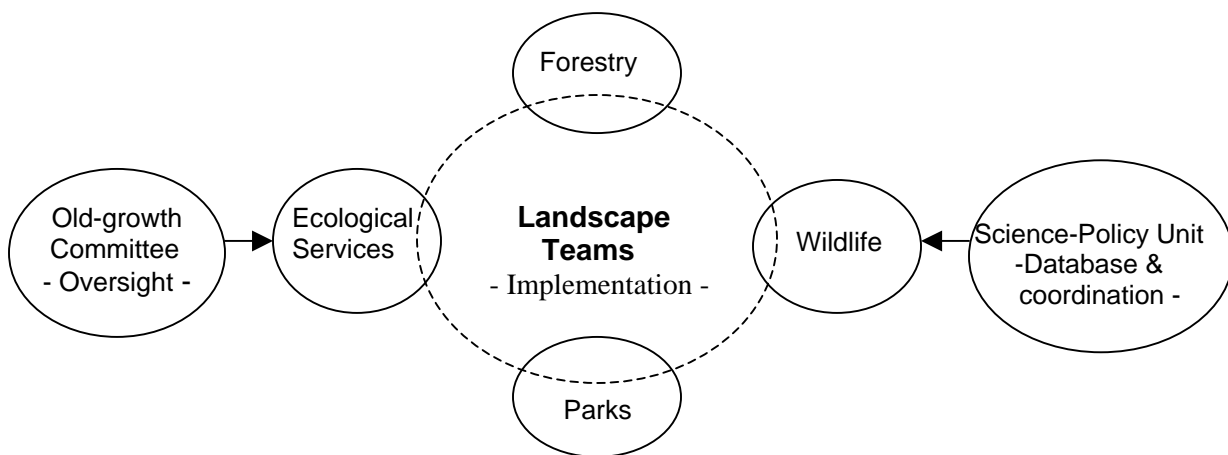 Forestry
Old-growth
Committee
- Oversight -
Ecological
Services
Landscape
Teams
- Implementation -
Wildlife
Science-Policy Unit
-Database &
coordination -
Parks